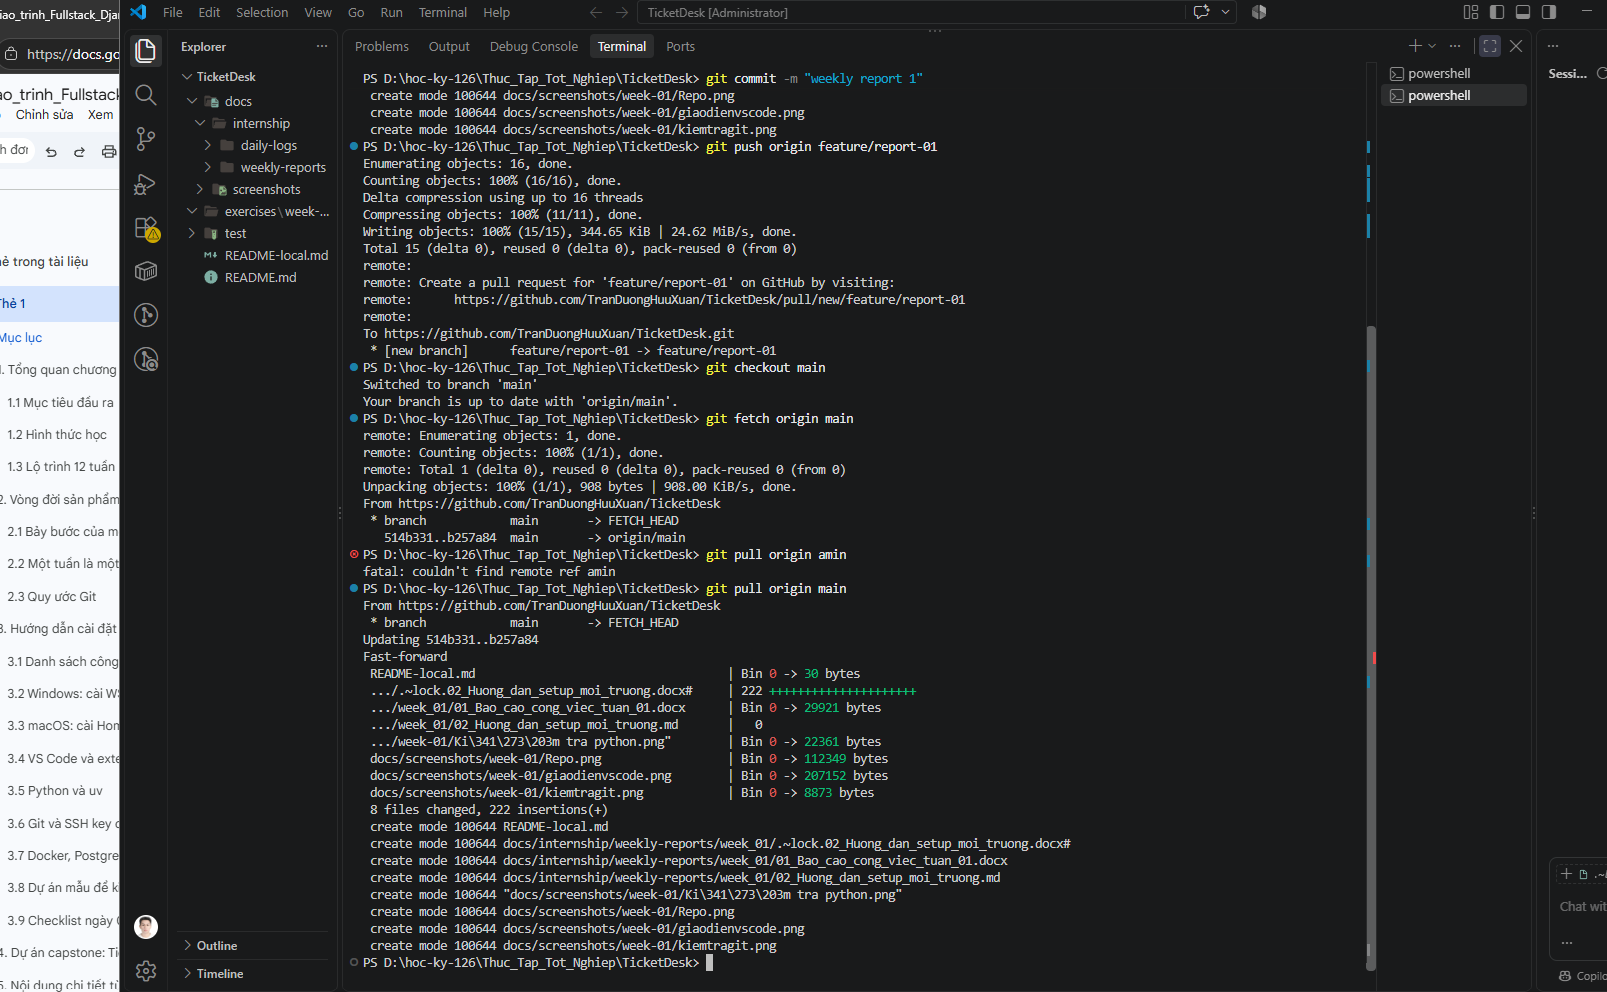 iao_trinh_Fullstack_Djan
https://docs.go
ao_trinh_Fullstack
Chỉnh sửa Xem
h đơn
ẻ trong tài liệu
Thẻ 1
Mục lục
1. Tổng quan chương
1.1 Mục tiêu đầu ra
1.2 Hình thức học
1.3 Lộ trình 12 tuần
2. Vòng đời sản phẩm
2.1 Bảy bước của m
2.2 Một tuần là một
2.3 Quy ước Git
3. Hướng dẫn cài đặt
3.1 Danh sách công
3.2 Windows: cài WS
3.3 macOS: cài Hom
3.4 VS Code và exte
3.5 Python và uv
3.6 Git và SSH key c
3.7 Docker, Postgre
3.8 Dự án mẫu để ki
3.9 Checklist ngày
4. Dự án capstone: Ti
5. Nội dung chi tiết từ
File Edit Selection View Go Run Terminal Help
TicketDesk [Administrator]
Explorer
TicketDesk
docs
internship
daily-logs
weekly-reports
screenshots
exercises\week-...
test
README-local.md
README.md
Outline
Timeline
Problems Output Debug Console Terminal Ports
PS D:\hoc-ky-126\Thuc_Tap_Tot_Nghiep\TicketDesk> git commit -m "weekly report 1"
create mode 100644 docs/screenshots/week-01/Repo.png
create mode 100644 docs/screenshots/week-01/giaodienvscode.png
create mode 100644 docs/screenshots/week-01/kiemtragit.png
PS D:\hoc-ky-126\Thuc_Tap_Tot_Nghiep\TicketDesk> git push origin feature/report-01
Enumerating objects: 16, done.
Counting objects: 100% (16/16), done.
Delta compression using up to 16 threads
Compressing objects: 100% (11/11), done.
Writing objects: 100% (15/15), 344.65 KiB | 24.62 MiB/s, done.
Total 15 (delta 0), reused 0 (delta 0), pack-reused 0 (from 0)
remote:
remote: Create a pull request for 'feature/report-01' on GitHub by visiting:
remote:      https://github.com/TranDuongHuuXuan/TicketDesk/pull/new/feature/report-01
remote:
To https://github.com/TranDuongHuuXuan/TicketDesk.git
* [new branch]      feature/report-01 -> feature/report-01
PS D:\hoc-ky-126\Thuc_Tap_Tot_Nghiep\TicketDesk> git checkout main
Switched to branch 'main'
Your branch is up to date with 'origin/main'.
PS D:\hoc-ky-126\Thuc_Tap_Tot_Nghiep\TicketDesk> git fetch origin main
remote: Enumerating objects: 1, done.
remote: Counting objects: 100% (1/1), done.
remote: Total 1 (delta 0), reused 0 (delta 0), pack-reused 0 (from 0)
Unpacking objects: 100% (1/1), 908 bytes | 908.00 KiB/s, done.
From https://github.com/TranDuongHuuXuan/TicketDesk
* branch            main       -> FETCH_HEAD
514b331..b257a84  main       -> origin/main
PS D:\hoc-ky-126\Thuc_Tap_Tot_Nghiep\TicketDesk> git pull origin amin
fatal: couldn't find remote ref amin
PS D:\hoc-ky-126\Thuc_Tap_Tot_Nghiep\TicketDesk> git pull origin main
From https://github.com/TranDuongHuuXuan/TicketDesk
* branch            main       -> FETCH_HEAD
Updating 514b331..b257a84
Fast-forward
README-local.md | Bin 0 -> 30 bytes
.../.~lock.02_Huong_dan_setup_moi_truong.docx# | 222 +++++++++++++++++++++
.../week_01/01_Bao_cao_cong_viec_tuan_01.docx | Bin 0 -> 29921 bytes
.../week_01/02_Huong_dan_setup_moi_truong.md | 0
.../week-01/Ki\341\273\203m tra python.png" | Bin 0 -> 22361 bytes
docs/screenshots/week-01/Repo.png | Bin 0 -> 112349 bytes
docs/screenshots/week-01/giaodienvscode.png | Bin 0 -> 207152 bytes
docs/screenshots/week-01/kiemtragit.png | Bin 0 -> 8873 bytes
8 files changed, 222 insertions(+)
create mode 100644 README-local.md
create mode 100644 docs/internship/weekly-reports/week_01/.~lock.02_Huong_dan_setup_moi_truong.docx#
create mode 100644 docs/internship/weekly-reports/week_01/01_Bao_cao_cong_viec_tuan_01.docx
create mode 100644 docs/internship/weekly-reports/week_01/02_Huong_dan_setup_moi_truong.md
create mode 100644 "docs/screenshots/week-01/Ki\341\273\203m tra python.png"
create mode 100644 docs/screenshots/week-01/Repo.png
create mode 100644 docs/screenshots/week-01/giaodienvscode.png
create mode 100644 docs/screenshots/week-01/kiemtragit.png
PS D:\hoc-ky-126\Thuc_Tap_Tot_Nghiep\TicketDesk>
powershell
powershell
Sessi...
Chat wit
...
Copilo